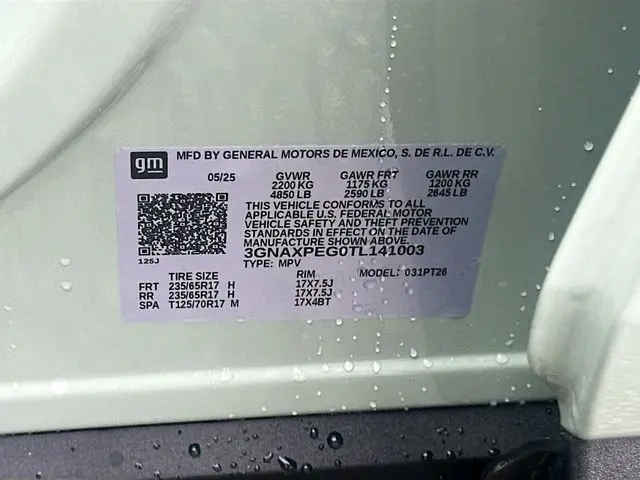 gm MFD BY GENERAL MOTORS DE MEXICO, S. DE R.L. DE C.V.
05/25 GVWR GAWR FRT GAWR RR
2200 KG 1175 KG 1200 KG
4850 LB 2590 LB 2645 LB
THIS VEHICLE CONFORMS TO ALL
APPLICABLE U.S. FEDERAL MOTOR
VEHICLE SAFETY AND THEFT PREVENTION
STANDARDS IN EFFECT ON THE DATE OF
MANUFACTURE SHOWN ABOVE.
3GNAXPEG0TL141003
125J TYPE: MPV MODEL: 031PT26
TIRE SIZE RIM
FRT 235/65R17 H 17X7.5J
RR 235/65R17 H 17X7.5J
SPA T125/70R17 M 17X4BT